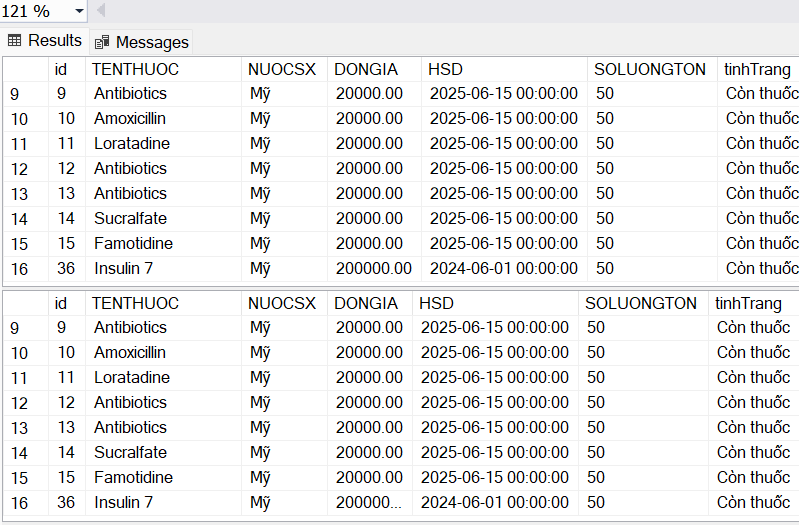 121 %
Results Messages
id TENTHUOC NUOCSX DONGIA HSD SOLUONGTON tinhTrang
9 9 Antibiotics Mỹ 20000.00 2025-06-15 00:00:00 50 Còn thuốc
10 10 Amoxicillin Mỹ 20000.00 2025-06-15 00:00:00 50 Còn thuốc
11 11 Loratadine Mỹ 20000.00 2025-06-15 00:00:00 50 Còn thuốc
12 12 Antibiotics Mỹ 20000.00 2025-06-15 00:00:00 50 Còn thuốc
13 13 Antibiotics Mỹ 20000.00 2025-06-15 00:00:00 50 Còn thuốc
14 14 Sucralfate Mỹ 20000.00 2025-06-15 00:00:00 50 Còn thuốc
15 15 Famotidine Mỹ 20000.00 2025-06-15 00:00:00 50 Còn thuốc
16 36 Insulin 7 Mỹ 200000.00 2024-06-01 00:00:00 50 Còn thuốc
id TENTHUOC NUOCSX DONGIA HSD SOLUONGTON tinhTrang
9 9 Antibiotics Mỹ 20000.00 2025-06-15 00:00:00 50 Còn thuốc
10 10 Amoxicillin Mỹ 20000.00 2025-06-15 00:00:00 50 Còn thuốc
11 11 Loratadine Mỹ 20000.00 2025-06-15 00:00:00 50 Còn thuốc
12 12 Antibiotics Mỹ 20000.00 2025-06-15 00:00:00 50 Còn thuốc
13 13 Antibiotics Mỹ 20000.00 2025-06-15 00:00:00 50 Còn thuốc
14 14 Sucralfate Mỹ 20000.00 2025-06-15 00:00:00 50 Còn thuốc
15 15 Famotidine Mỹ 20000.00 2025-06-15 00:00:00 50 Còn thuốc
16 36 Insulin 7 Mỹ 200000... 2024-06-01 00:00:00 50 Còn thuốc